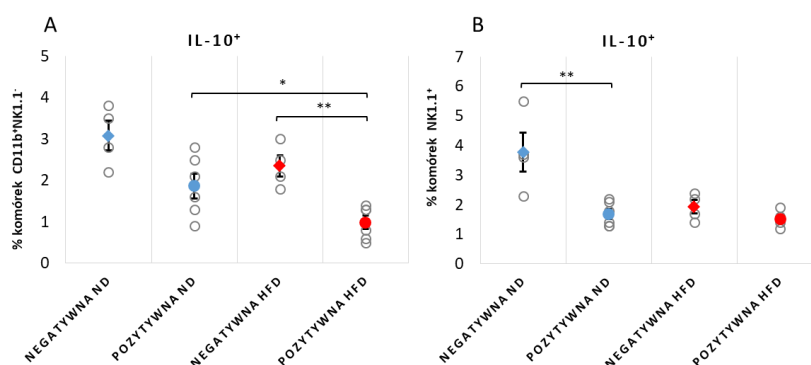 A
IL-10⁺
% komórek CD11b⁺NK1.1⁻
5
4
3
2
1
0
*
**
NEGATYWNA ND
POZYTYWNA ND
NEGATYWNA HFD
POZYTYWNA HFD
B
IL-10⁺
% komórek NK1.1⁺
7
6
5
4
3
2
1
0
**
NEGATYWNA ND
POZYTYWNA ND
NEGATYWNA HFD
POZYTYWNA HFD